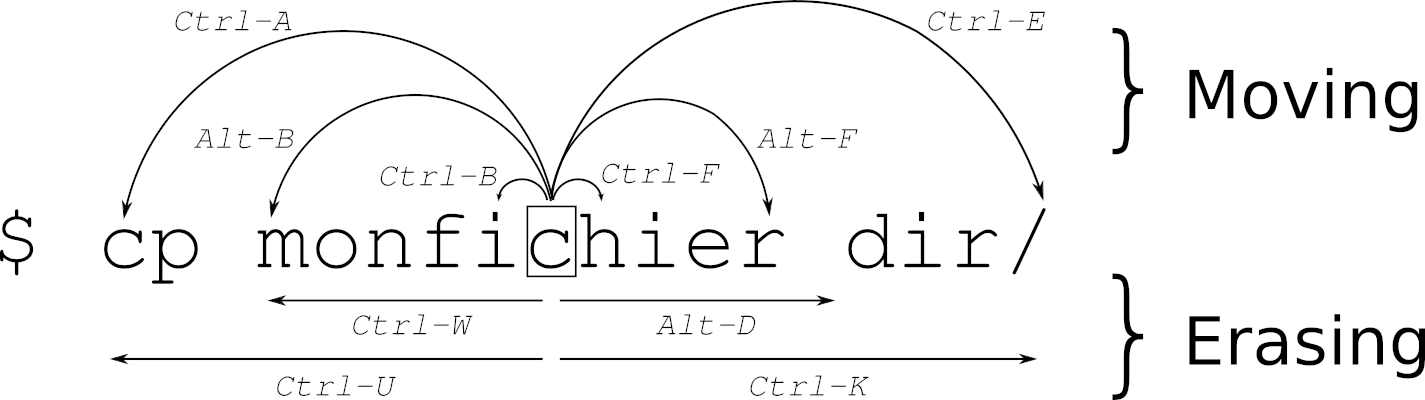 Ctrl-A
Ctrl-E
Moving
Alt-B
Alt-F
Ctrl-B
Ctrl-F
$ cp monfichier dir/
Ctrl-W
Alt-D
Erasing
Ctrl-U
Ctrl-K